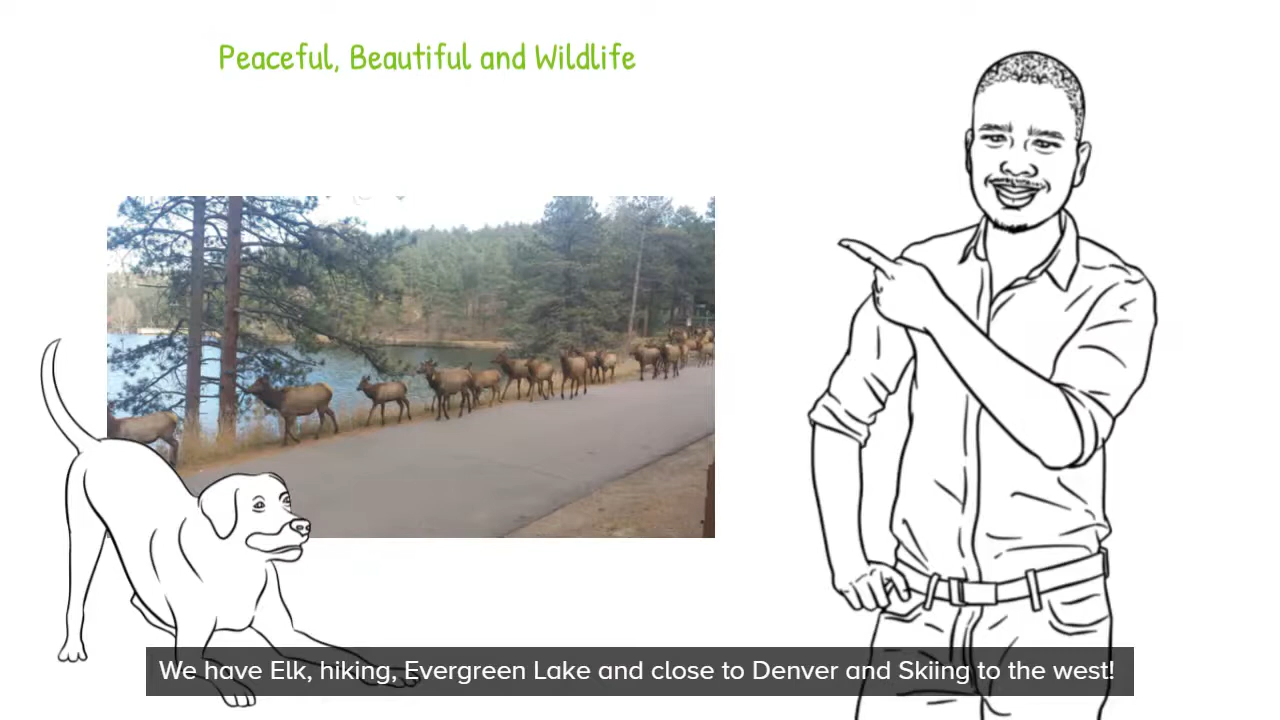 Peaceful, Beautiful and Wildlife
We have Elk, hiking, Evergreen Lake and close to Denver and Skiing to the west!